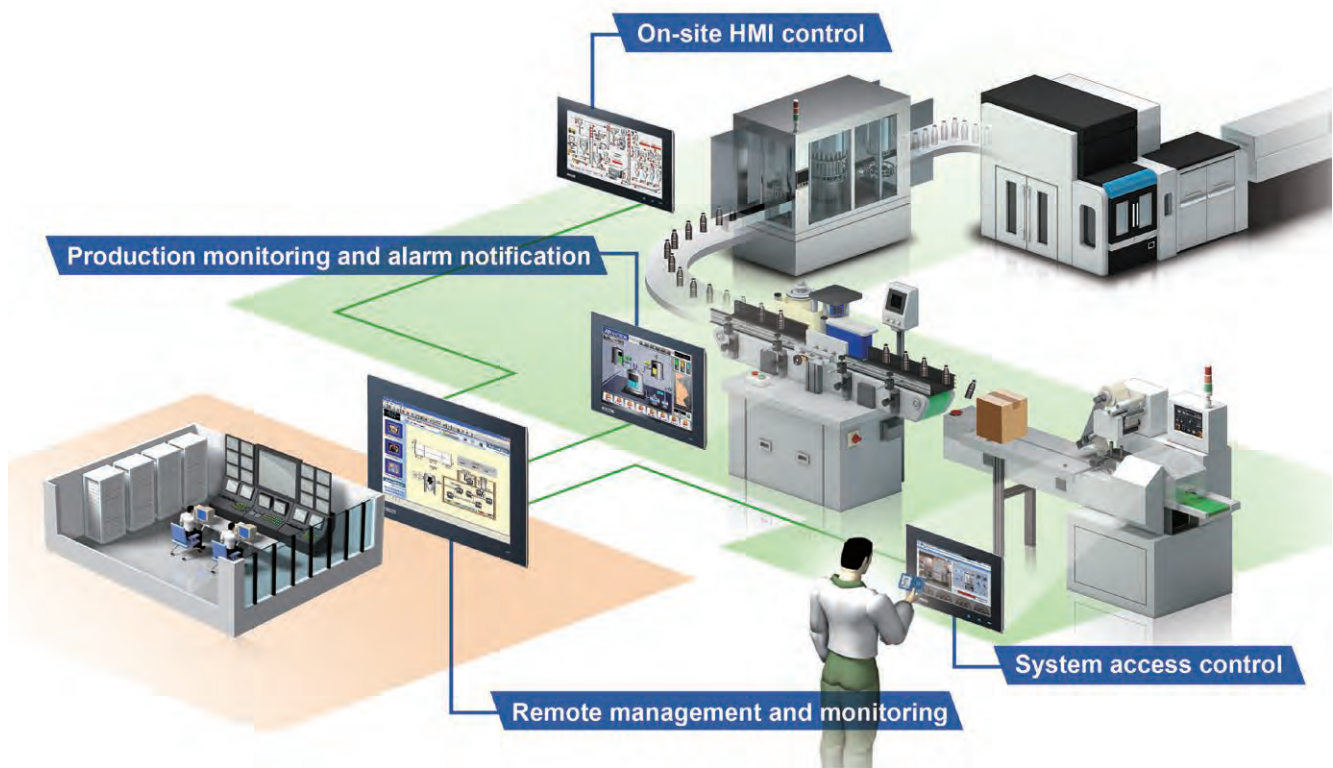 On-site HMI control
Production monitoring and alarm notification
System access control
Remote management and monitoring